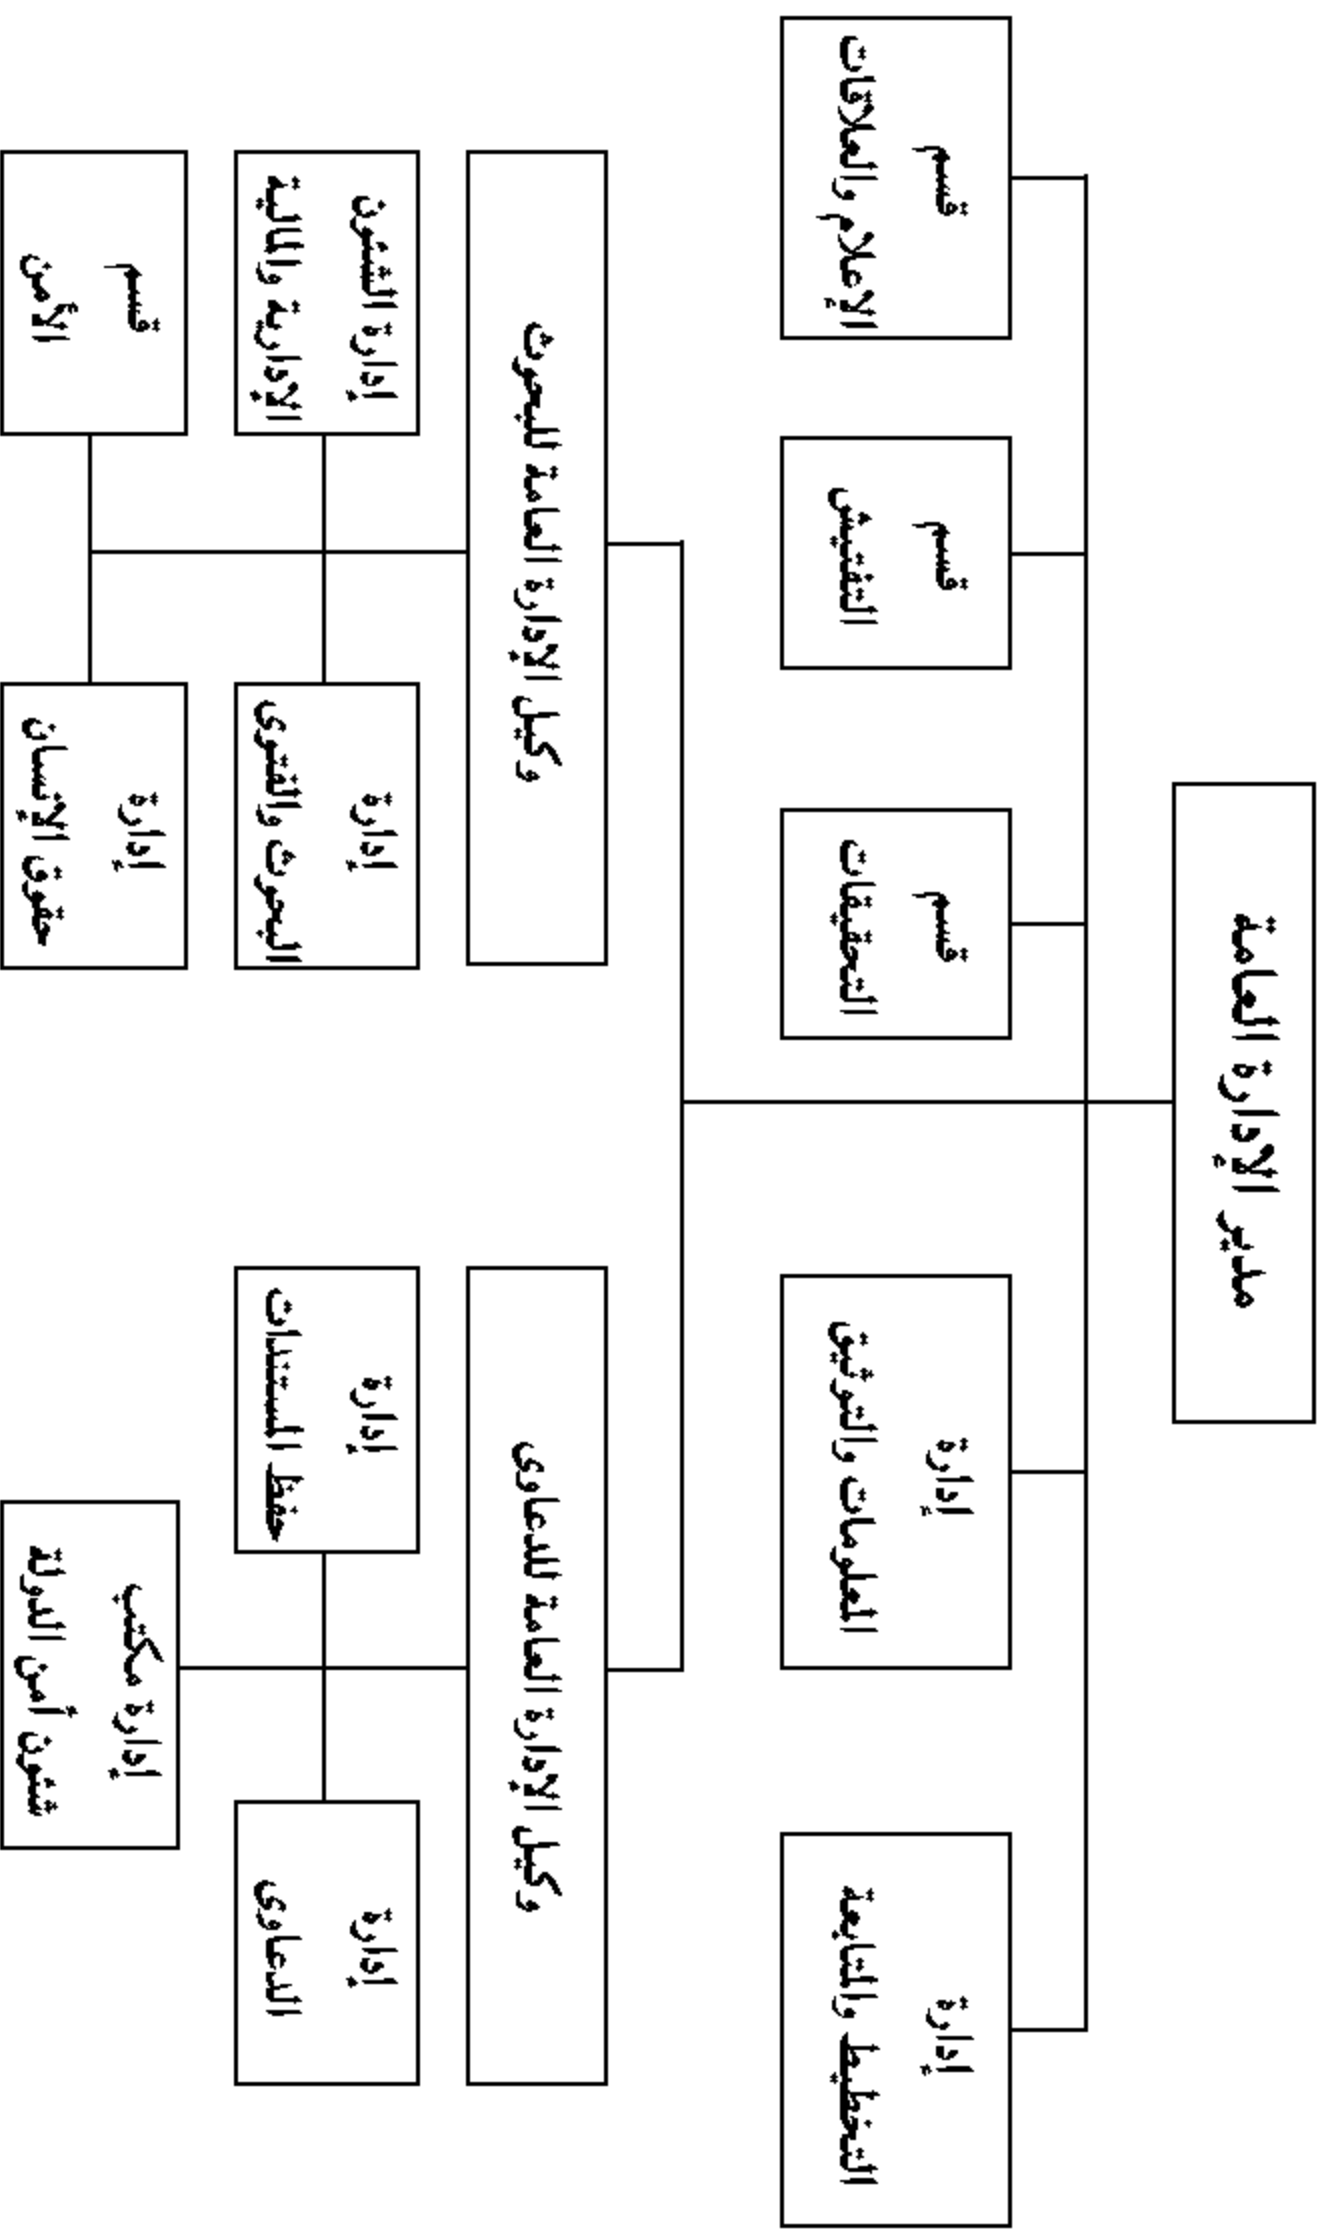 مدير الإدارة العامة
إدارة
التخطيط والمتابعة
إدارة
المعلومات والتوثيق
قسم
التحقيقات
قسم
التفتيش
قسم
الإعلام والعلاقات
وكيل الإدارة العامة للدعاوى
وكيل الإدارة العامة للبحوث
إدارة
الدعاوى
إدارة
حفظ المستندات
إدارة
البحوث والفتوى
إدارة الشئون
الإدارية والمالية
إدارة مكتب
شئون أمن الدولة
إدارة
حقوق الإنسان
قسم
الأمن